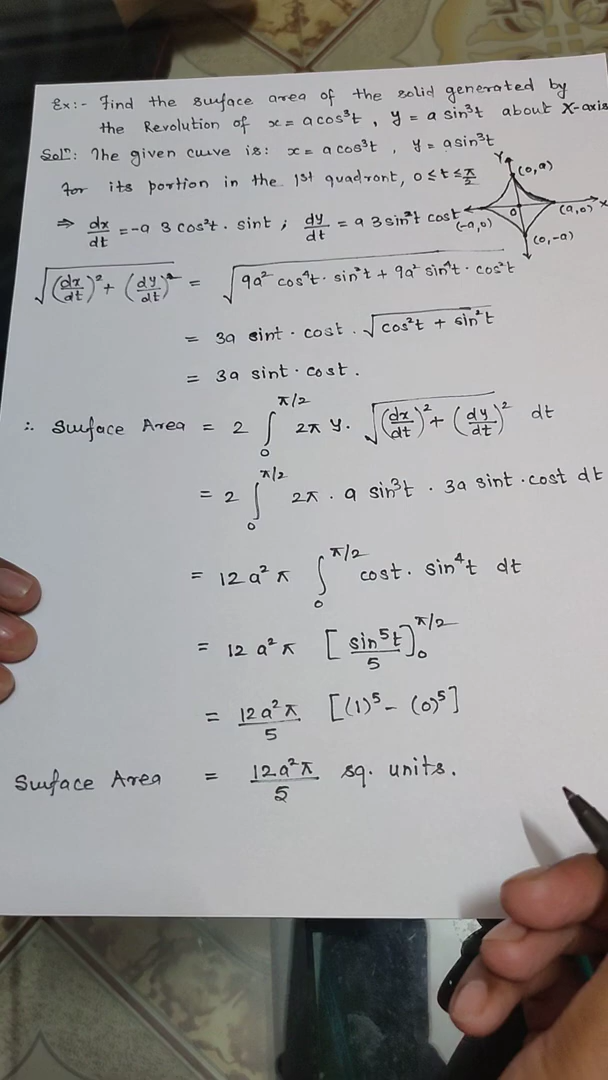 Ex:- Find the surface area of the solid generated by
the Revolution of x = a cos³t , y = a sin³t about X-axis
Solⁿ: The given curve is: x = a cos³t , y = a sin³t
for its portion in the 1st quadront, 0 ≤ t ≤ π/2
Y
(0,a)
0
(a,0)
X
(-a,0)
(0,-a)
⇒ dx/dt = -a 3 cos²t · sint ; dy/dt = a 3 sin²t cost
√((dx/dt)² + (dy/dt)²) = √(9a² cos⁴t · sin²t + 9a² sin⁴t · cos²t)
= 3a sint · cost · √(cos²t + sin²t)
= 3a sint · cost .
∴ Surface Area = 2 ∫₀^(π/2) 2π y · √((dx/dt)² + (dy/dt)²) dt
= 2 ∫₀^(π/2) 2π · a sin³t · 3a sint · cost dt
= 12 a² π ∫₀^(π/2) cost · sin⁴t dt
= 12 a² π [sin⁵t/5]₀^(π/2)
= 12a²π/5 [(1)⁵ - (0)⁵]
Surface Area = 12a²π/5 sq. units.